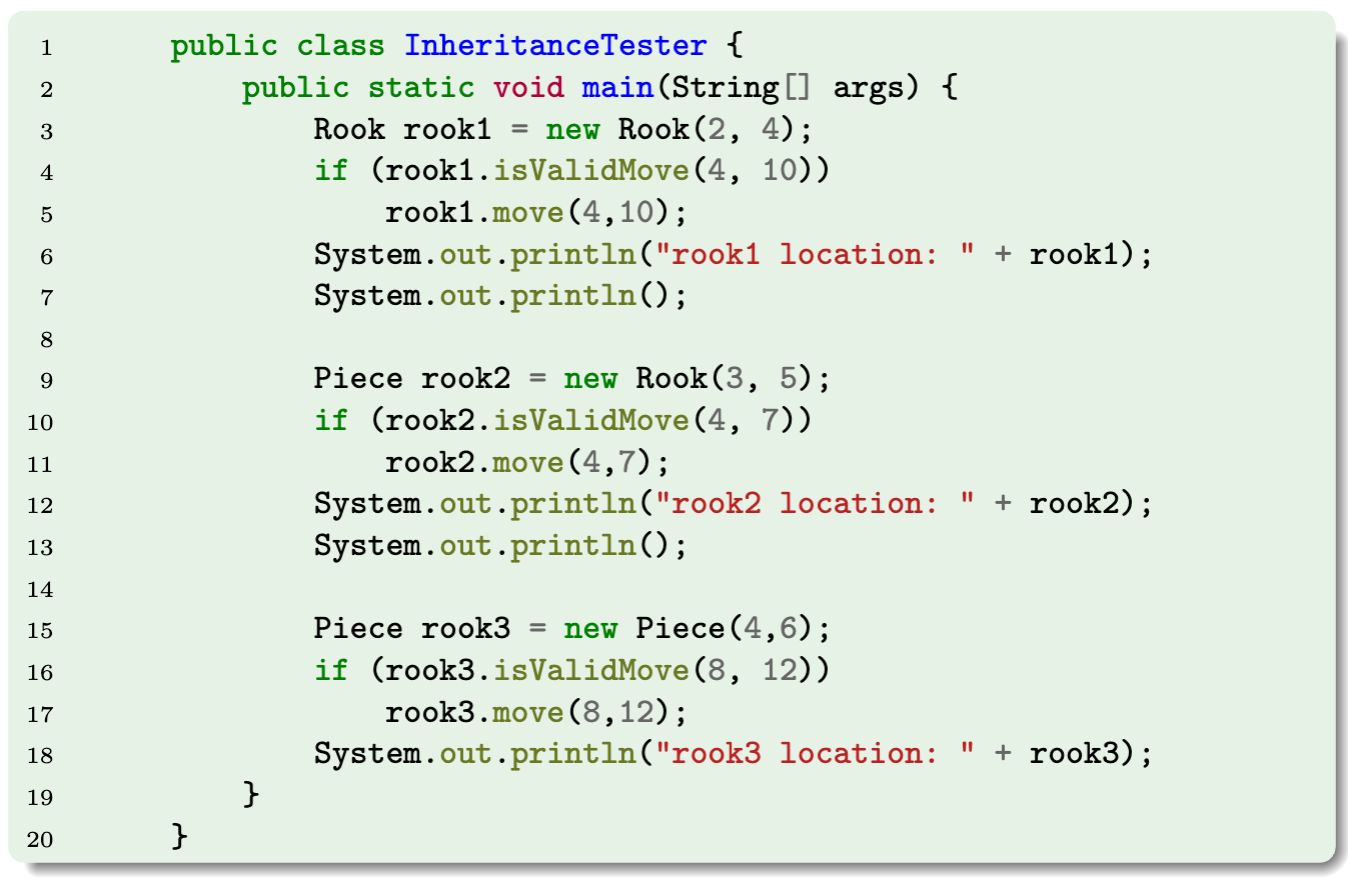 1 public class InheritanceTester {
2 public static void main(String[] args) {
3 Rook rook1 = new Rook(2, 4);
4 if (rook1.isValidMove(4, 10))
5 rook1.move(4,10);
6 System.out.println("rook1 location: " + rook1);
7 System.out.println();
8
9 Piece rook2 = new Rook(3, 5);
10 if (rook2.isValidMove(4, 7))
11 rook2.move(4,7);
12 System.out.println("rook2 location: " + rook2);
13 System.out.println();
14
15 Piece rook3 = new Piece(4,6);
16 if (rook3.isValidMove(8, 12))
17 rook3.move(8,12);
18 System.out.println("rook3 location: " + rook3);
19 }
20 }